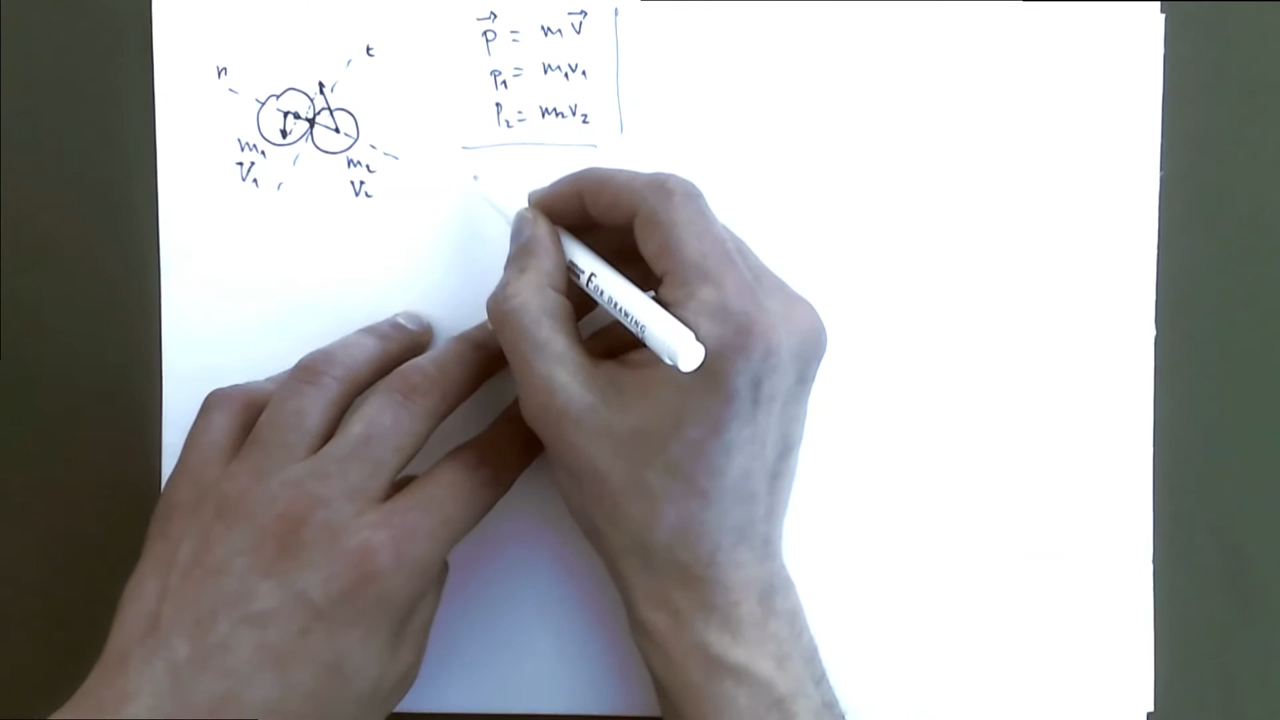 n
t
m₁
V₁
m₂
V₂
p⃗ = m v⃗
p₁ = m₁v₁
p₂ = m₂v₂
FOR DRAWING